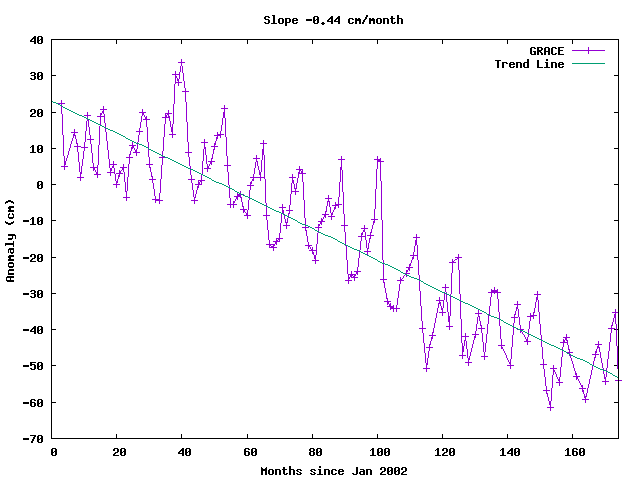 Slope -0.44 cm/month
GRACE
Trend Line
40
30
20
10
0
-10
-20
-30
-40
-50
-60
-70
Anomaly (cm)
0 20 40 60 80 100 120 140 160
Months since Jan 2002